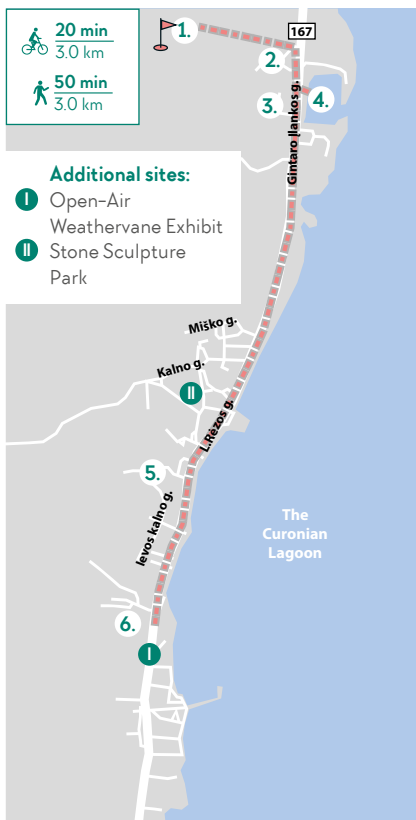 20 min
3.0 km
50 min
3.0 km
1.
167
2.
3.
4.
Gintaro Įlankos g.
Additional sites:
I Open–Air
Weathervane Exhibit
II Stone Sculpture
Park
Miško g.
Kalno g.
II
L.Rėzos g.
5.
Ievos kalno g.
The
Curonian
Lagoon
6.
I